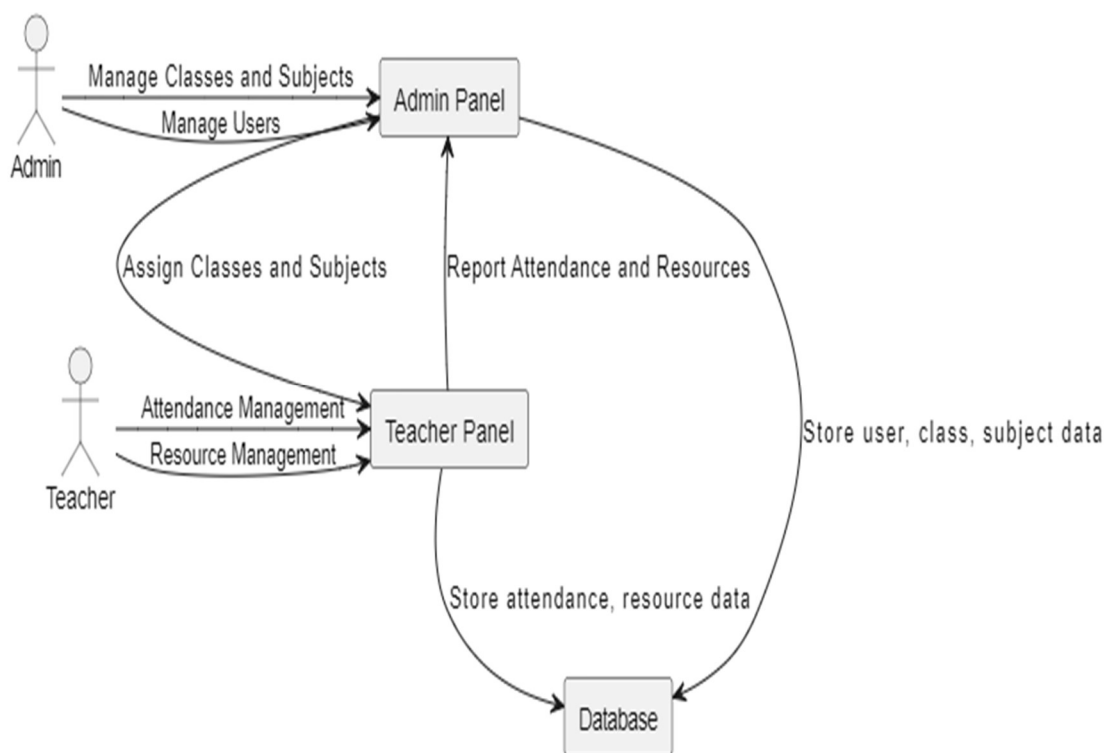 Manage Classes and Subjects
Admin Panel
Manage Users
Admin
Assign Classes and Subjects
Report Attendance and Resources
Attendance Management
Teacher Panel
Store user, class, subject data
Resource Management
Teacher
Store attendance, resource data
Database